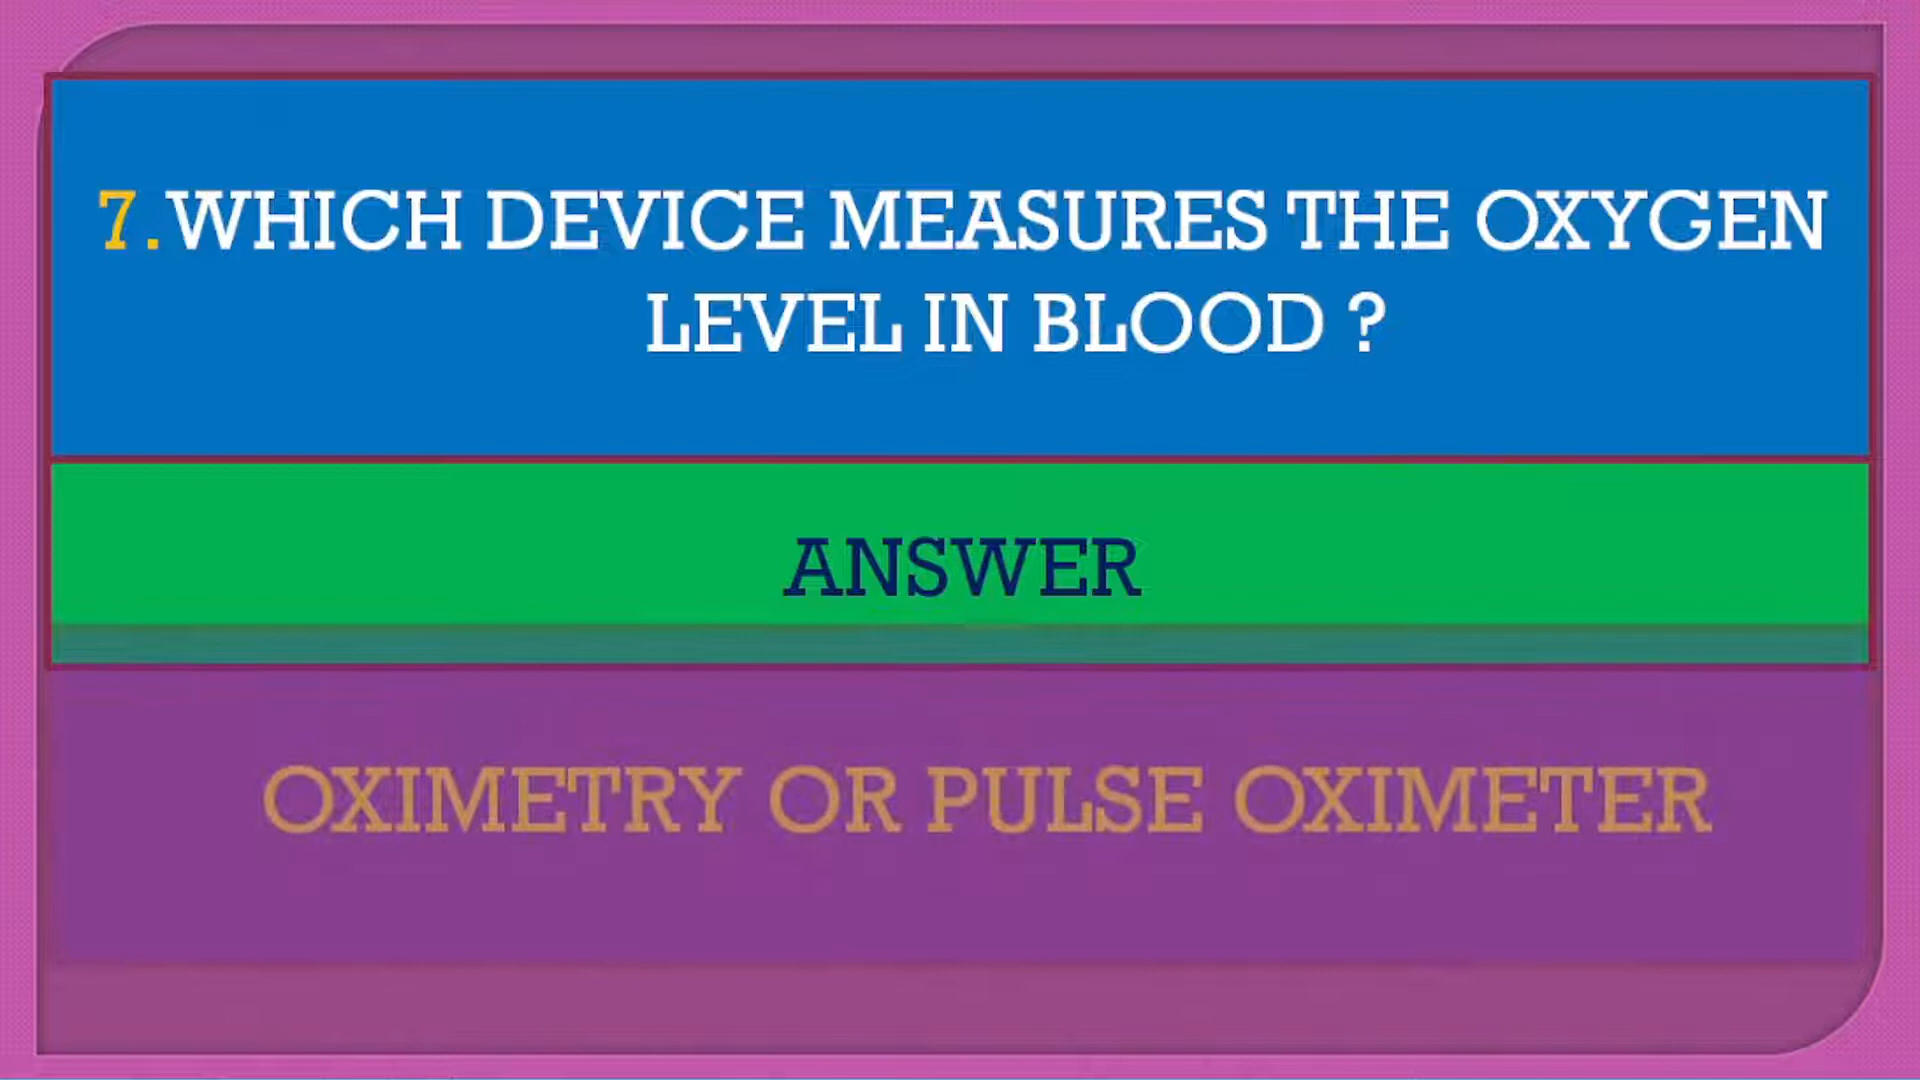 7. WHICH DEVICE MEASURES THE OXYGEN
LEVEL IN BLOOD ?
ANSWER
OXIMETRY OR PULSE OXIMETER